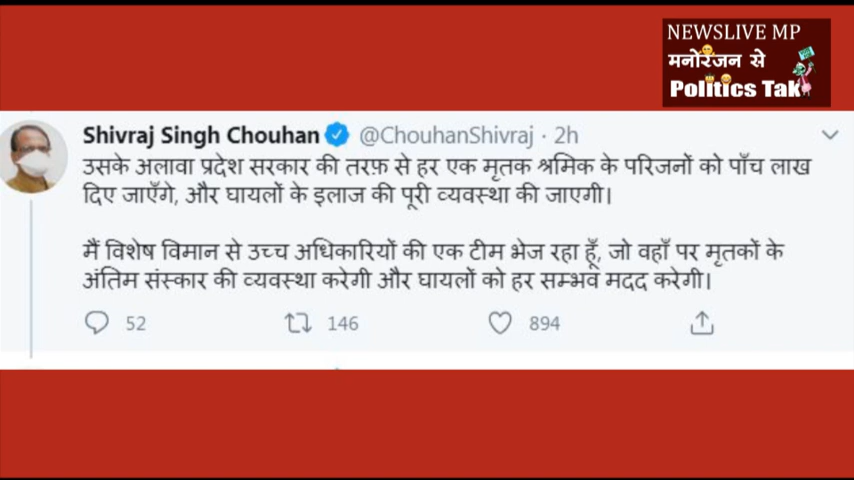 NEWSLIVE MP
मनोरंजन से
Politics Tak
Shivraj Singh Chouhan @ChouhanShivraj · 2h
उसके अलावा प्रदेश सरकार की तरफ़ से हर एक मृतक श्रमिक के परिजनों को पाँच लाख
दिए जाएँगे, और घायलों के इलाज की पूरी व्यवस्था की जाएगी।
मैं विशेष विमान से उच्च अधिकारियों की एक टीम भेज रहा हूँ, जो वहाँ पर मृतकों के
अंतिम संस्कार की व्यवस्था करेगी और घायलों को हर सम्भव मदद करेगी।
52 146 894